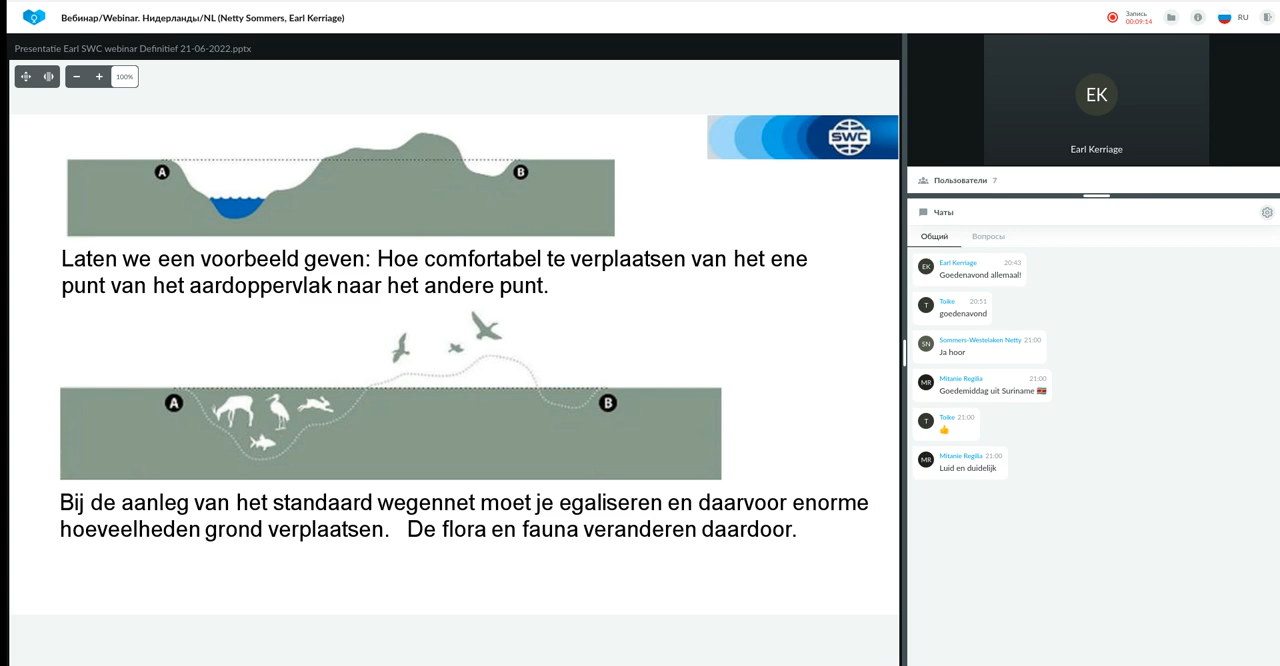 Вебинар/Webinar. Нидерланды/NL (Netty Sommers, Earl Kerriage)
Запись
00:09:14
RU
Presentatie Earl SWC webinar Definitief 21-06-2022.pptx
100%
SWC
A
B
Laten we een voorbeeld geven: Hoe comfortabel te verplaatsen van het ene
punt van het aardoppervlak naar het andere punt.
A
B
Bij de aanleg van het standaard wegennet moet je egaliseren en daarvoor enorme
hoeveelheden grond verplaatsen. De flora en fauna veranderen daardoor.
EK
Earl Kerriage
Пользователи 7
Чаты
Общий Вопросы
EK
Earl Kerriage 20:43
Goedenavond allemaal!
T
Toike 20:51
goedenavond
SN
Sommers-Westelaken Netty 21:00
Ja hoor
MR
Mitanie Regilia 21:00
Goedemiddag uit Suriname 🇸🇷
T
Toike 21:00
👍
MR
Mitanie Regilia 21:00
Luid en duidelijk